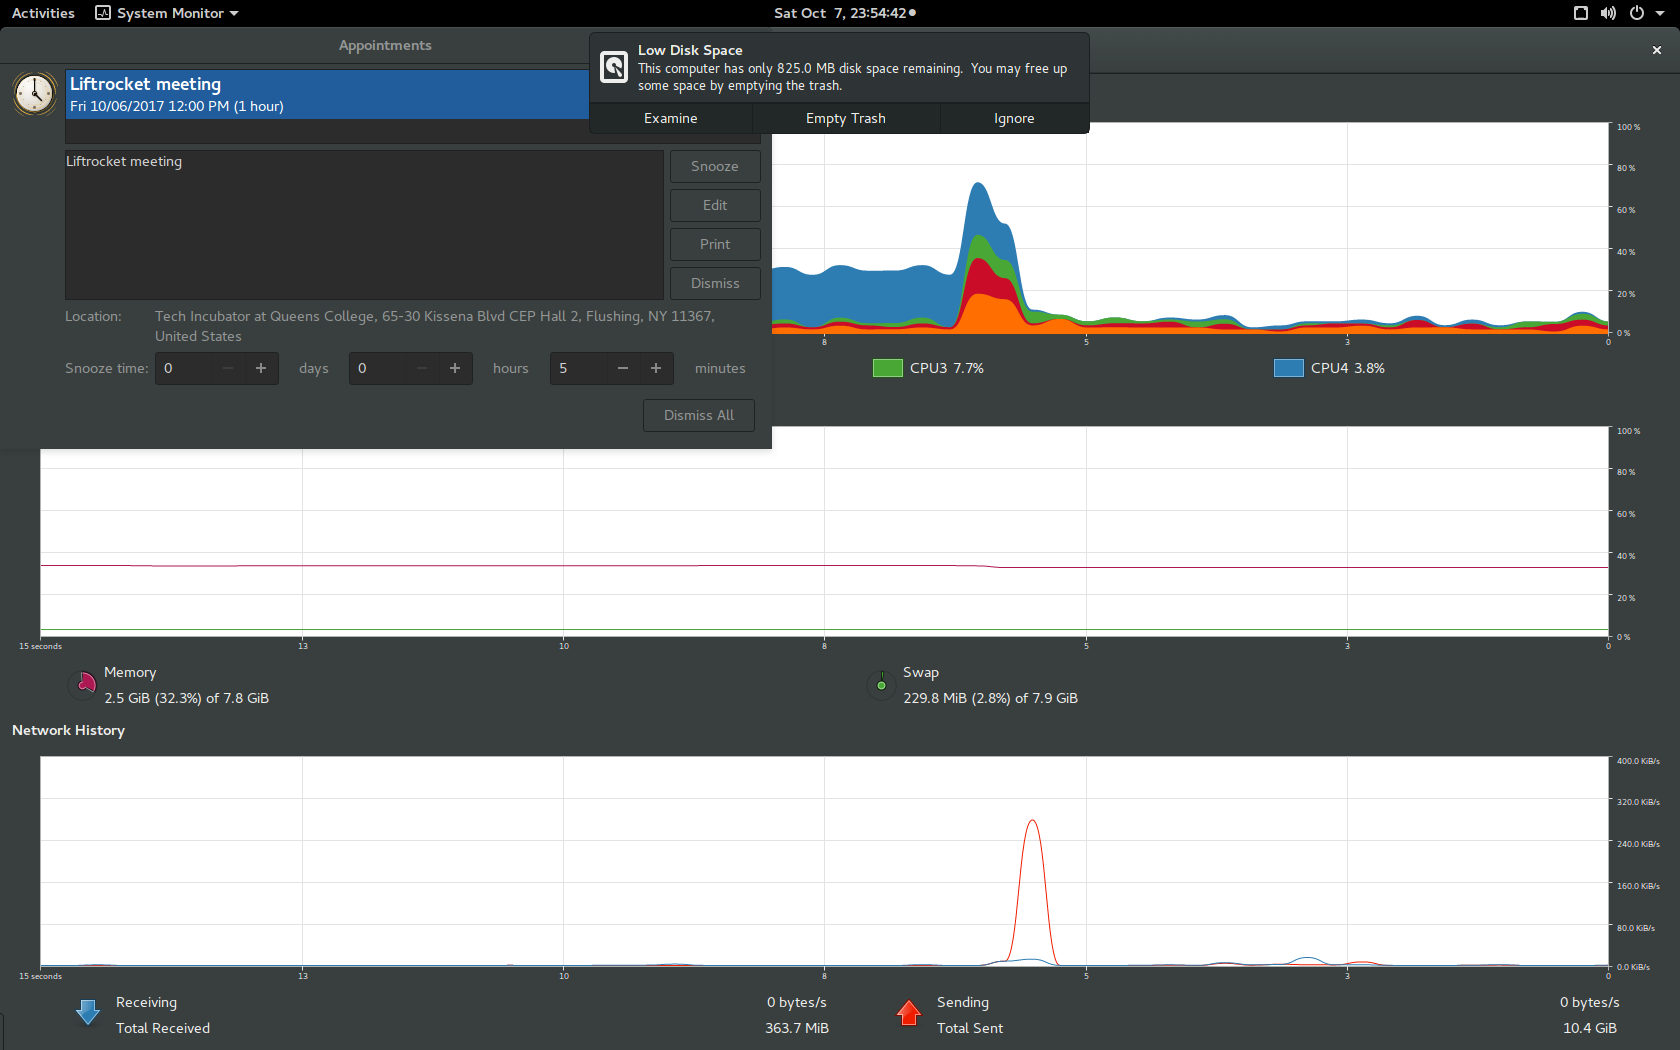 Activities
System Monitor
Sat Oct 7, 23:54:42
Appointments
Liftrocket meeting
Fri 10/06/2017 12:00 PM (1 hour)
Low Disk Space
This computer has only 825.0 MB disk space remaining. You may free up
some space by emptying the trash.
Examine
Empty Trash
Ignore
Liftrocket meeting
Snooze
Edit
Print
Dismiss
Location:
Tech Incubator at Queens College, 65-30 Kissena Blvd CEP Hall 2, Flushing, NY 11367,
United States
Snooze time:
0
days
0
hours
5
minutes
Dismiss All
100 %
80 %
60 %
40 %
20 %
0 %
8
5
3
0
CPU3 7.7%
CPU4 3.8%
100 %
80 %
60 %
40 %
20 %
0 %
15 seconds
13
10
8
5
3
0
Memory
2.5 GiB (32.3%) of 7.8 GiB
Swap
229.8 MiB (2.8%) of 7.9 GiB
Network History
400.0 KiB/s
320.0 KiB/s
240.0 KiB/s
160.0 KiB/s
80.0 KiB/s
0.0 KiB/s
15 seconds
13
10
8
5
3
0
Receiving
0 bytes/s
Total Received
363.7 MiB
Sending
0 bytes/s
Total Sent
10.4 GiB